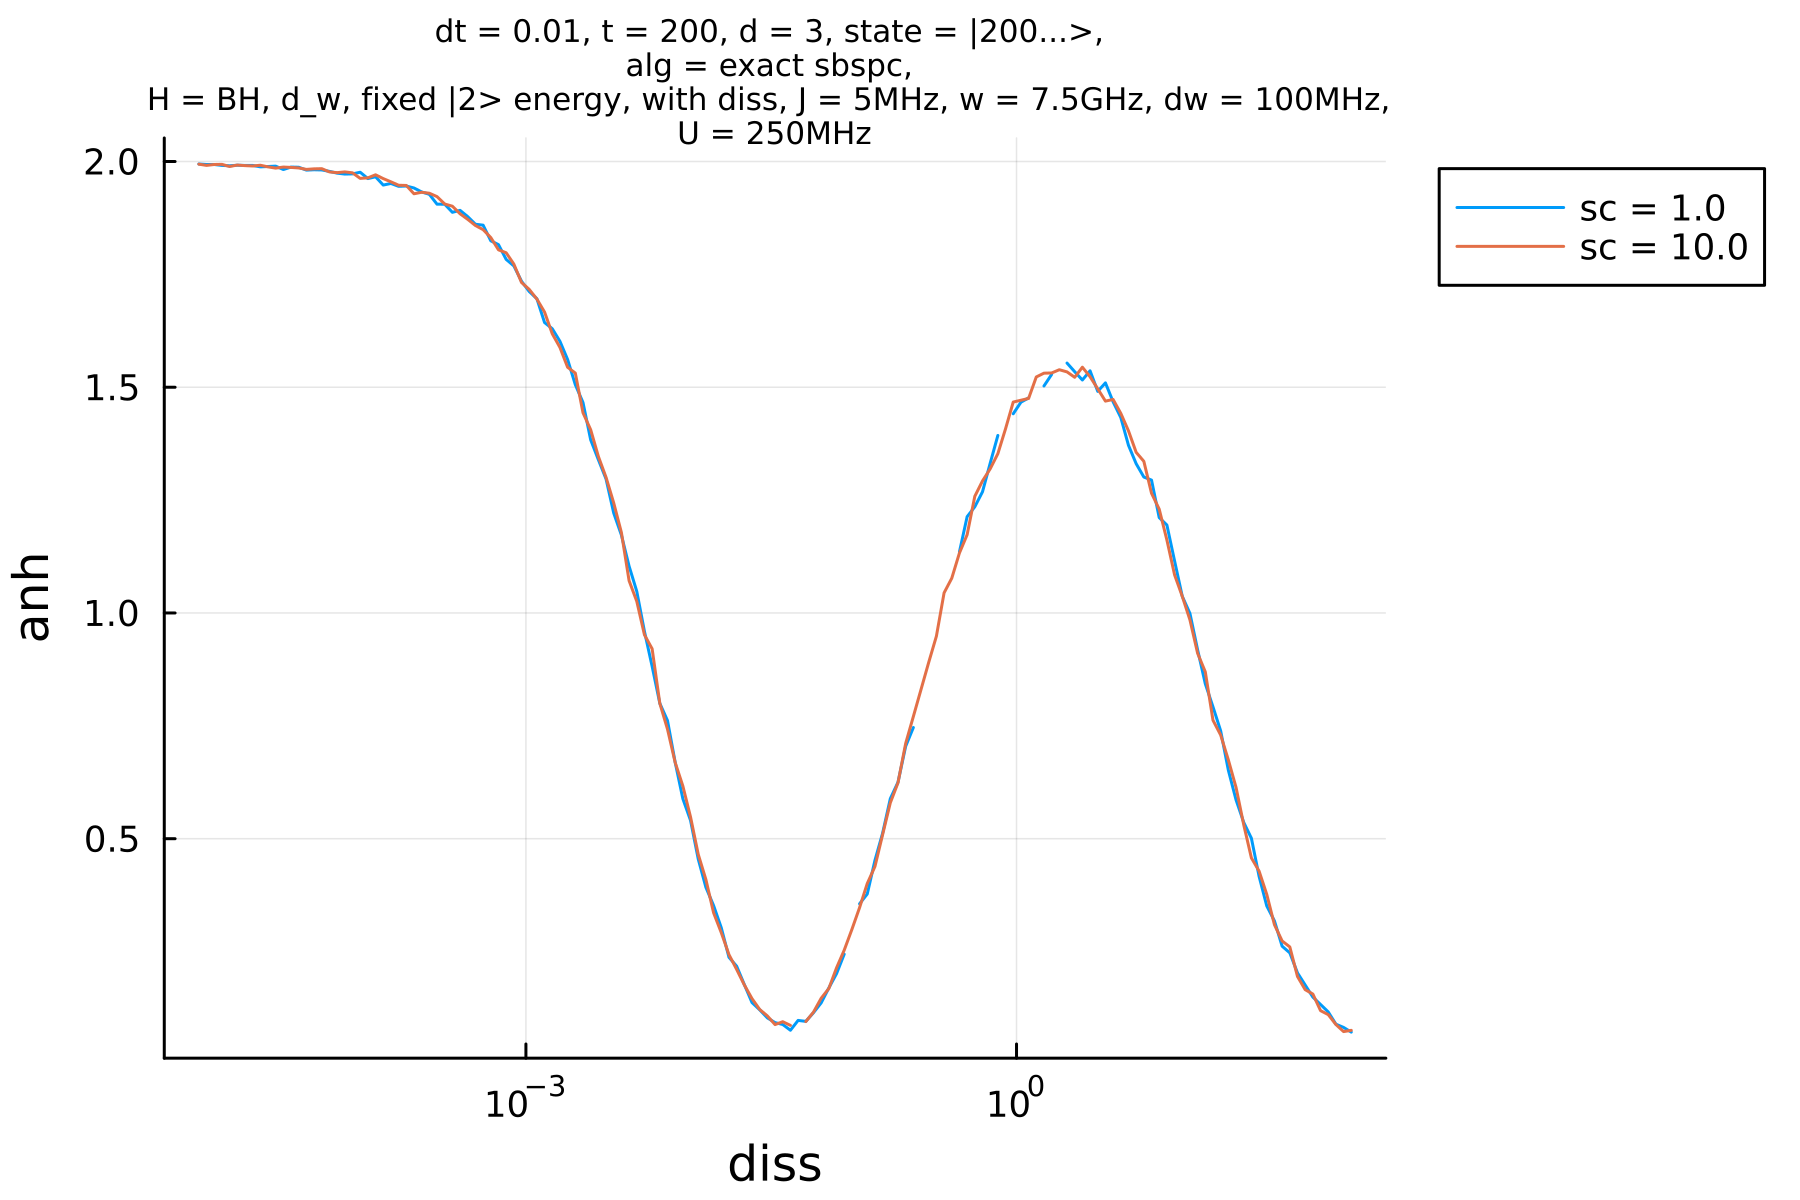 dt = 0.01, t = 200, d = 3, state = |200...>,
alg = exact sbspc,
H = BH, d_w, fixed |2> energy, with diss, J = 5MHz, w = 7.5GHz, dw = 100MHz,
U = 250MHz
2.0
1.5
1.0
0.5
anh
10⁻³
10⁰
diss
sc = 1.0
sc = 10.0